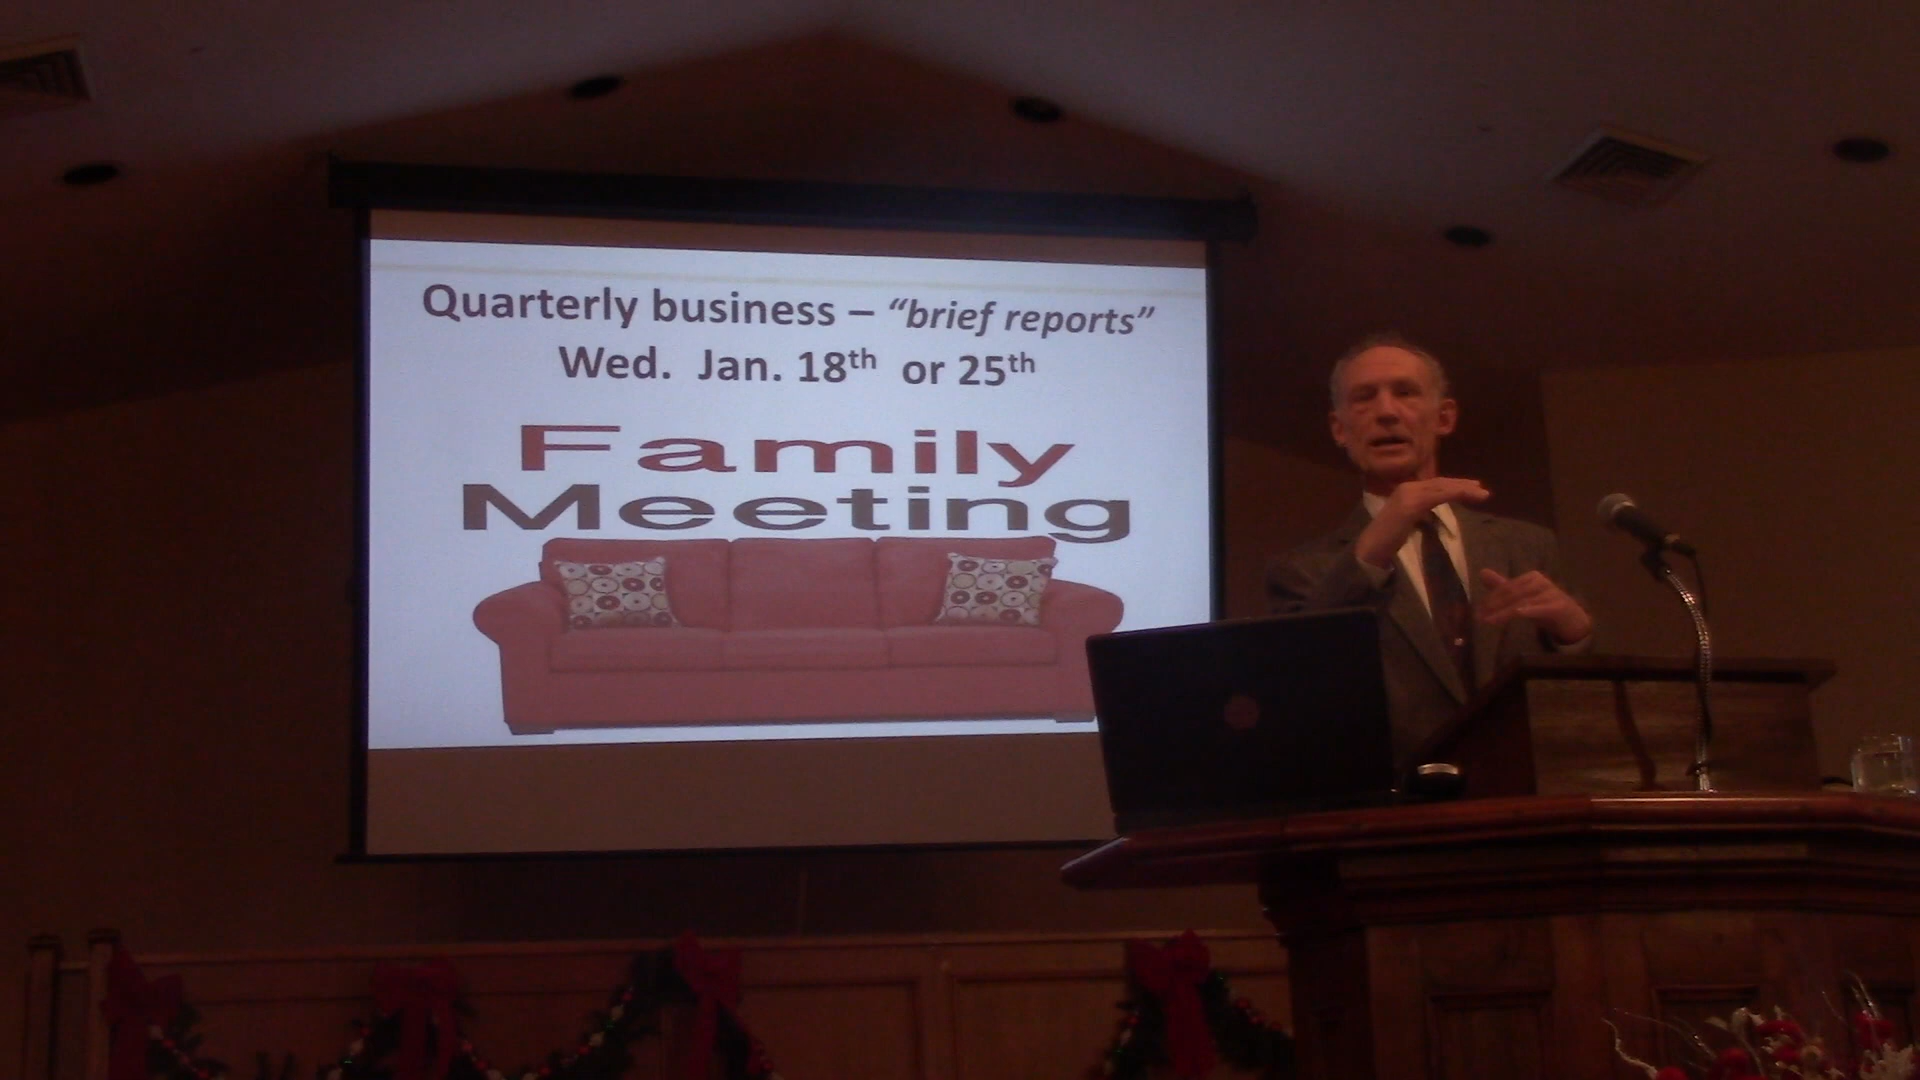 Quarterly business – “brief reports”
Wed. Jan. 18th or 25th
Family
Meeting